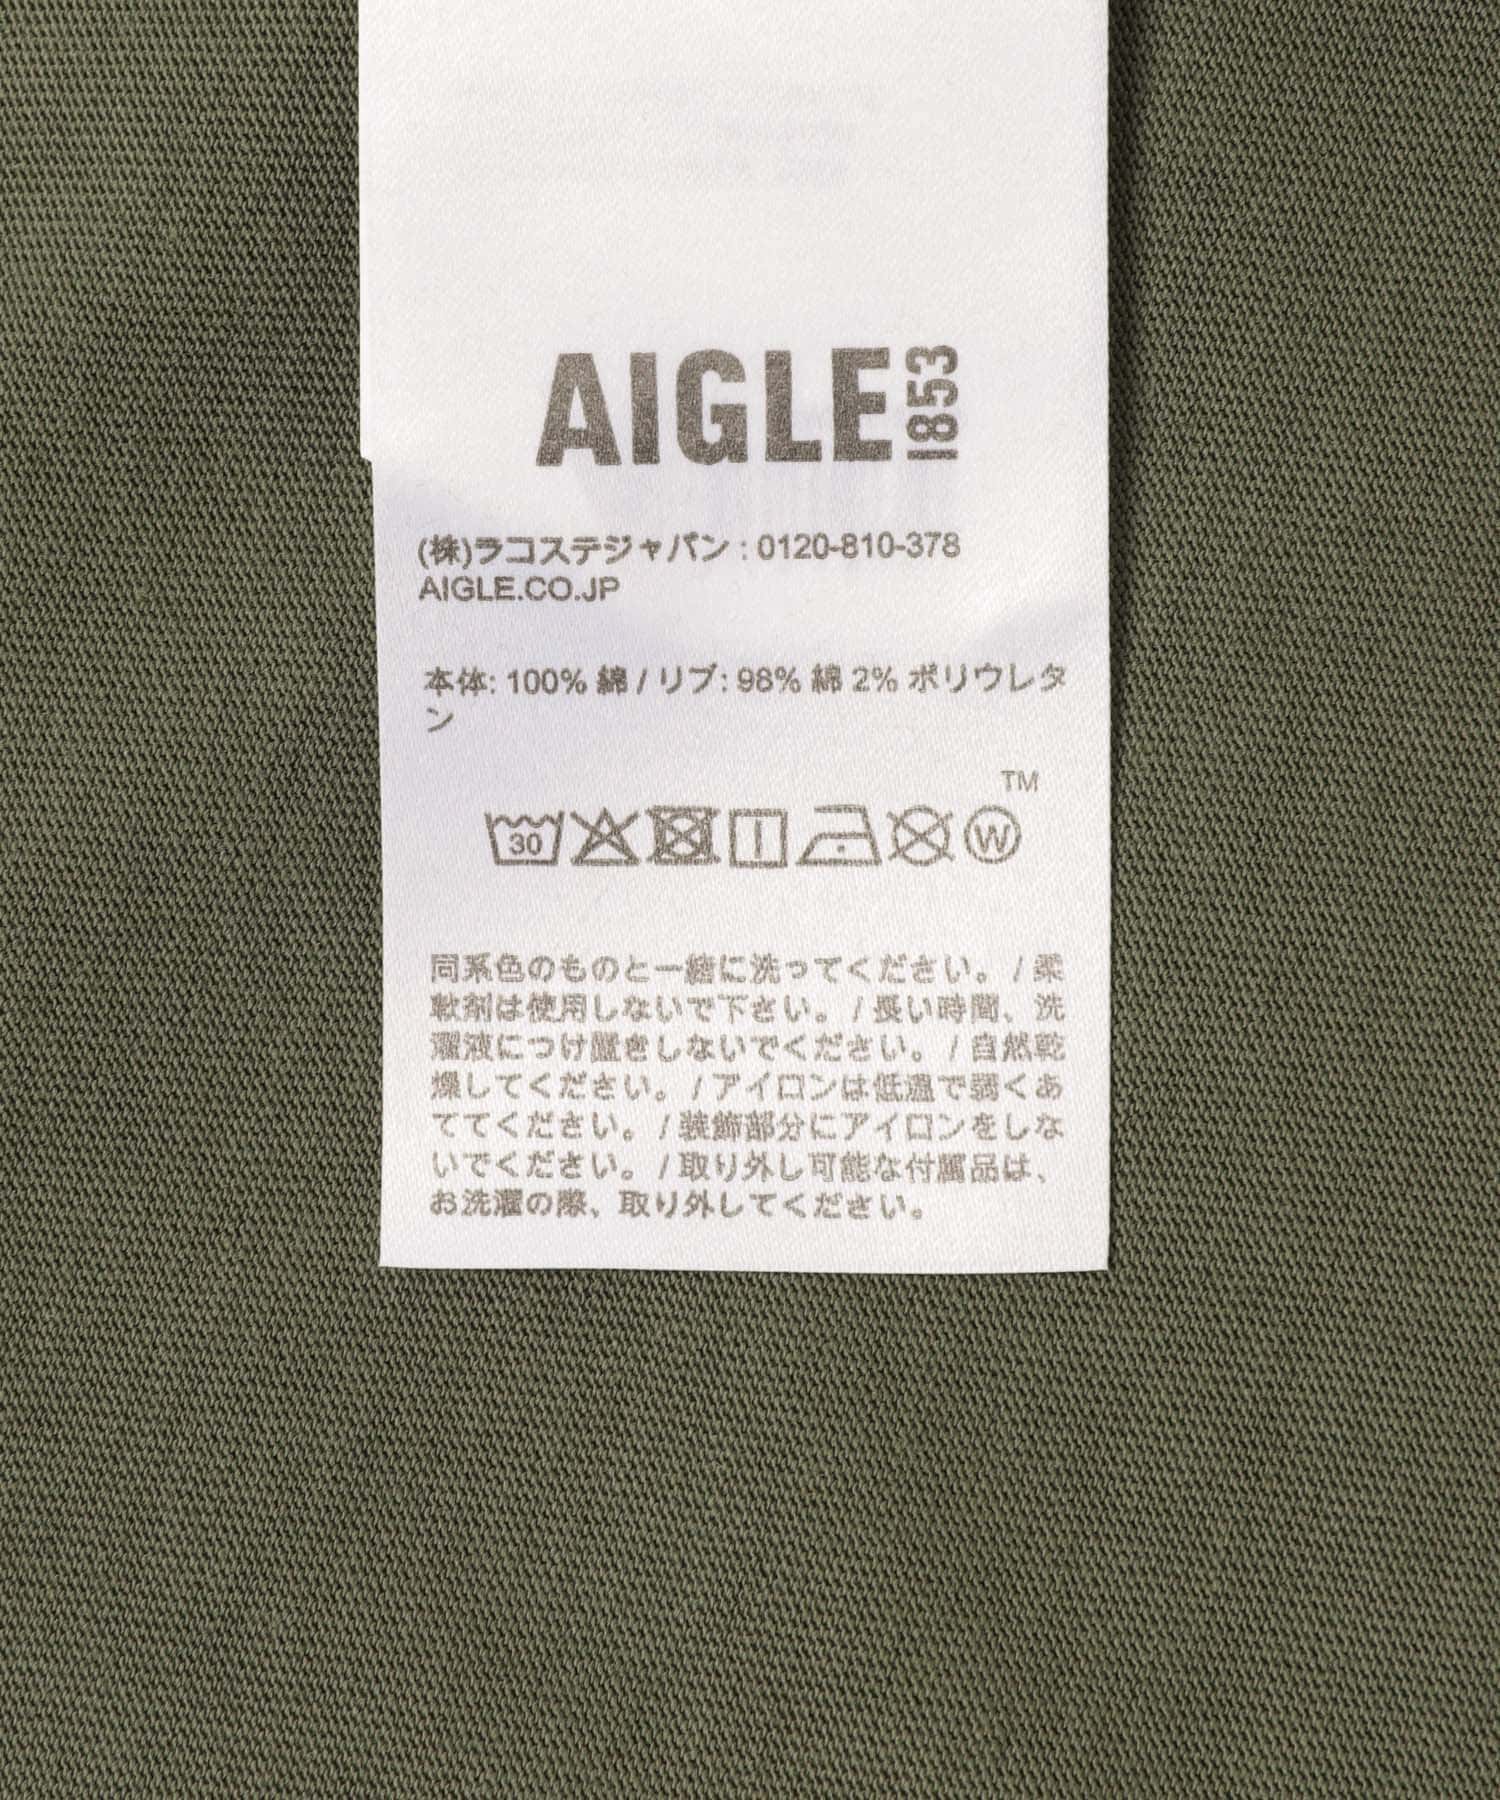 AIGLE 1853
(株)ラコステジャパン : 0120-810-378
AIGLE.CO.JP
本体: 100% 綿 / リブ: 98% 綿 2% ポリウレタ
ン
TM
30
W
同系色のものと一緒に洗ってください。 / 柔
軟剤は使用しないで下さい。 / 長い時間、洗
濯液につけ置きしないでください。 / 自然乾
燥してください。 / アイロンは低温で弱くあ
ててください。 / 装飾部分にアイロンをしな
いでください。 / 取り外し可能な付属品は、
お洗濯の際、取り外してください。